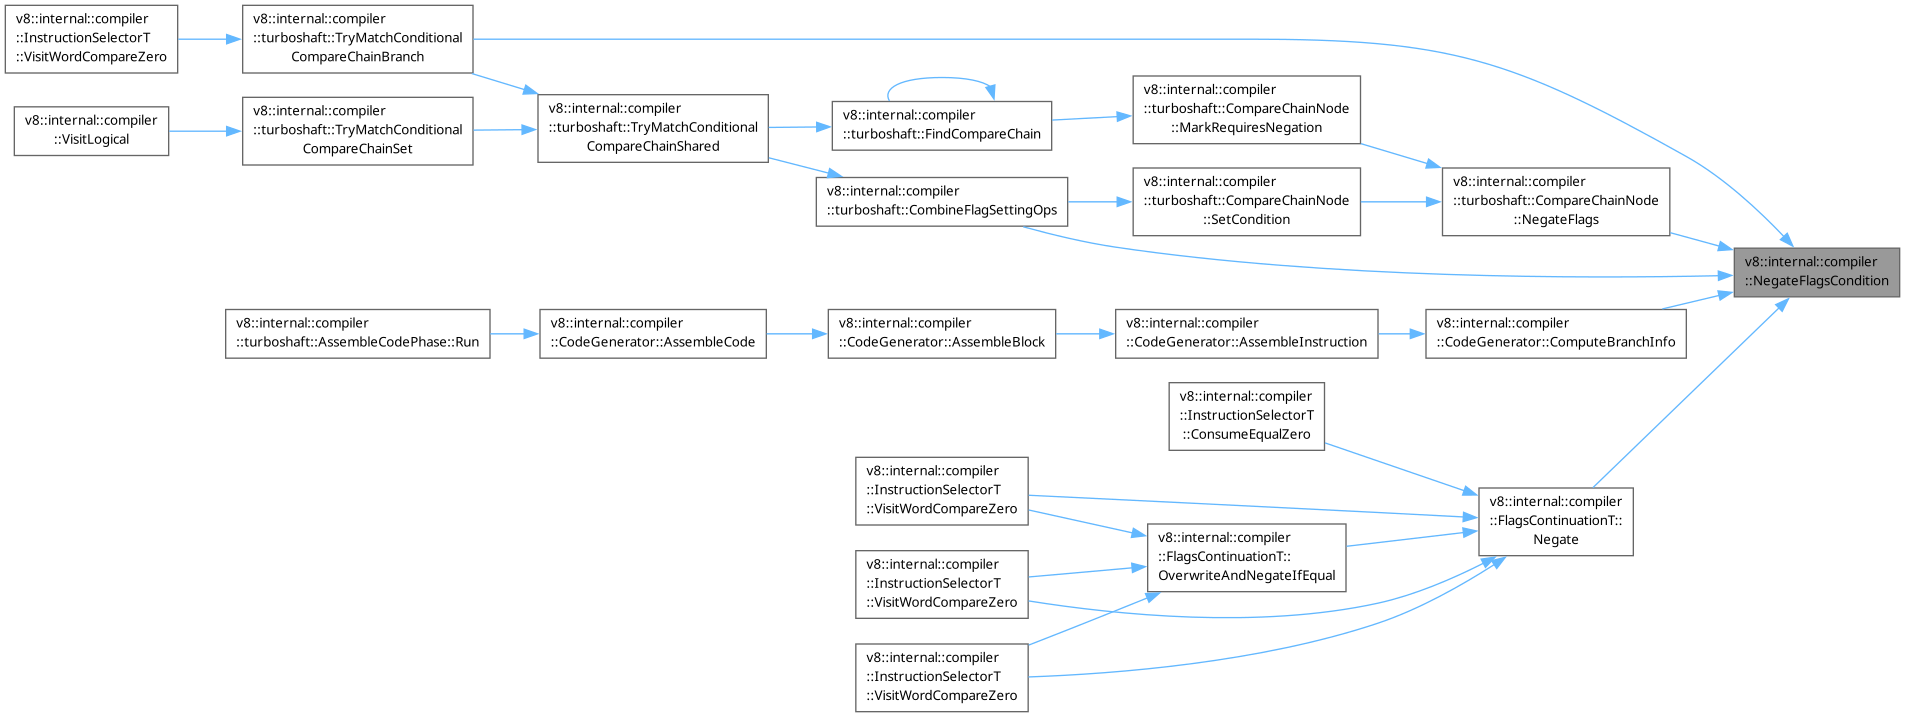 v8::internal::compiler
::InstructionSelectorT
::VisitWordCompareZero
v8::internal::compiler
::turboshaft::TryMatchConditional
CompareChainBranch
v8::internal::compiler
::VisitLogical
v8::internal::compiler
::turboshaft::TryMatchConditional
CompareChainSet
v8::internal::compiler
::turboshaft::TryMatchConditional
CompareChainShared
v8::internal::compiler
::turboshaft::FindCompareChain
v8::internal::compiler
::turboshaft::CompareChainNode
::MarkRequiresNegation
v8::internal::compiler
::turboshaft::CombineFlagSettingOps
v8::internal::compiler
::turboshaft::CompareChainNode
::SetCondition
v8::internal::compiler
::turboshaft::CompareChainNode
::NegateFlags
v8::internal::compiler
::NegateFlagsCondition
v8::internal::compiler
::turboshaft::AssembleCodePhase::Run
v8::internal::compiler
::CodeGenerator::AssembleCode
v8::internal::compiler
::CodeGenerator::AssembleBlock
v8::internal::compiler
::CodeGenerator::AssembleInstruction
v8::internal::compiler
::CodeGenerator::ComputeBranchInfo
v8::internal::compiler
::InstructionSelectorT
::ConsumeEqualZero
v8::internal::compiler
::InstructionSelectorT
::VisitWordCompareZero
v8::internal::compiler
::FlagsContinuationT::
OverwriteAndNegateIfEqual
v8::internal::compiler
::FlagsContinuationT::
Negate
v8::internal::compiler
::InstructionSelectorT
::VisitWordCompareZero
v8::internal::compiler
::InstructionSelectorT
::VisitWordCompareZero